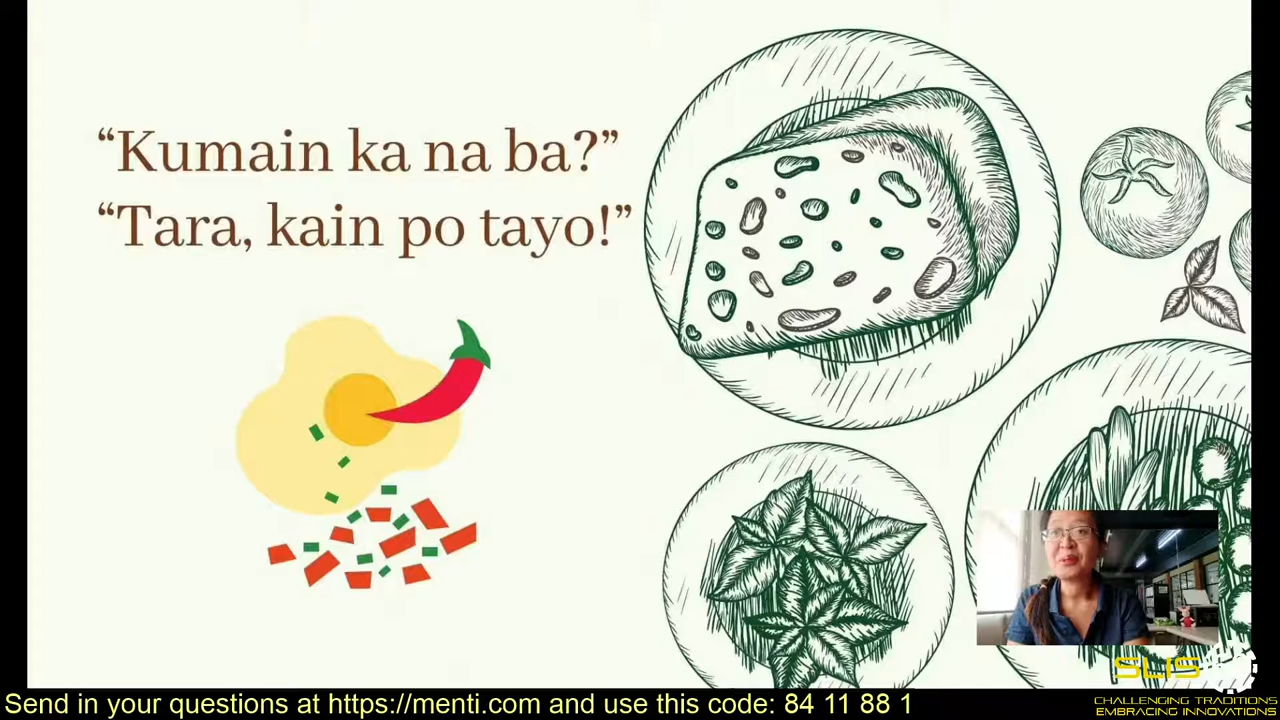 “Kumain ka na ba?”
“Tara, kain po tayo!”
SLIS
CHALLENGING TRADITIONS
EMBRACING INNOVATIONS
Send in your questions at https://menti.com and use this code: 84 11 88 1